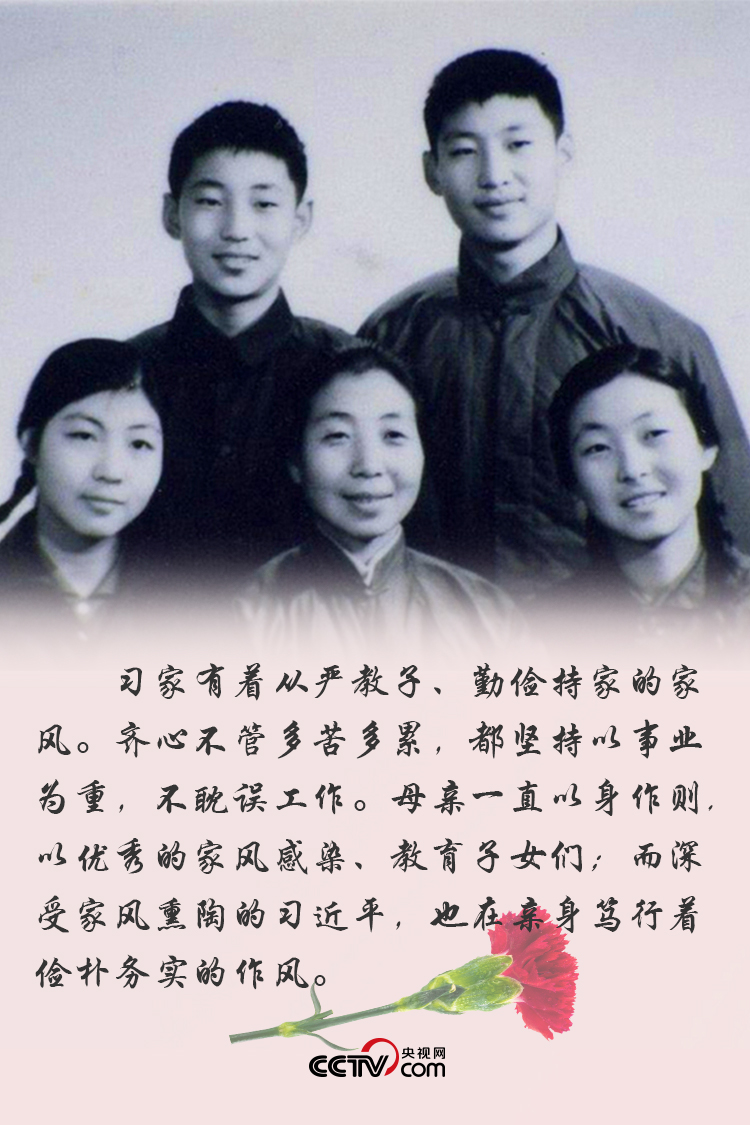 习家有着从严教子、勤俭持家的家
风。齐心不管多苦多累，都坚持以事业
为重，不耽误工作。母亲一直以身作则，
以优秀的家风感染、教育子女们；而深
受家风熏陶的习近平，也在亲身笃行着
俭朴务实的作风。
CCTV 央视网
com